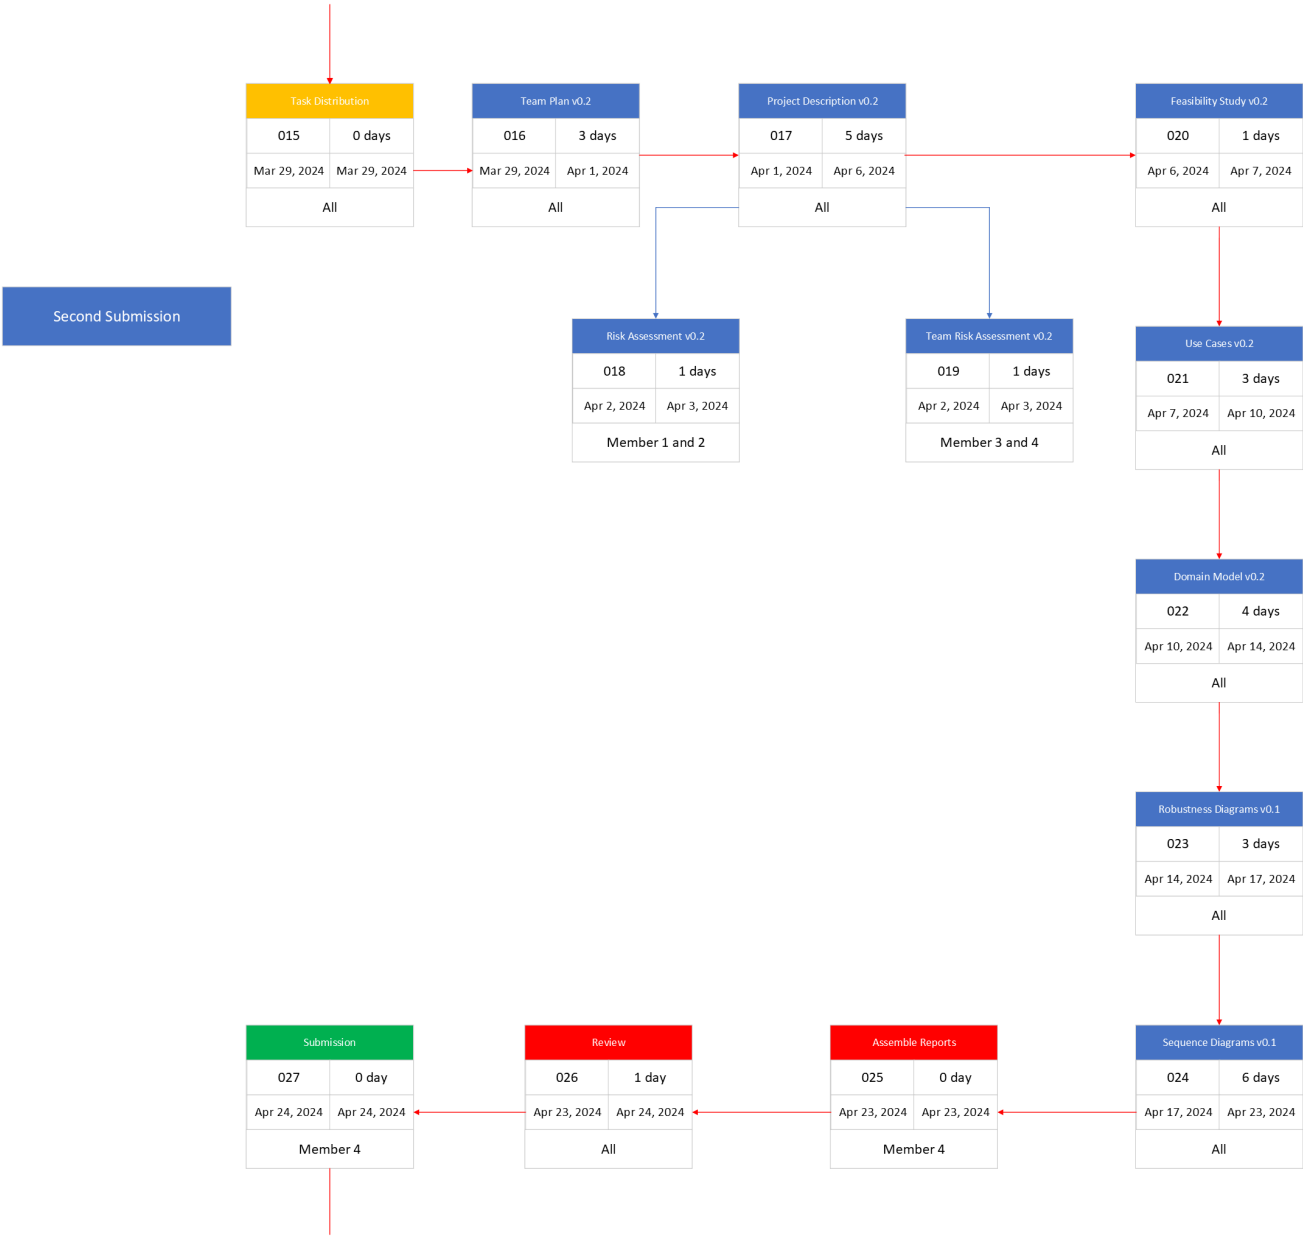 Task Distribution
015 0 days
Mar 29, 2024 Mar 29, 2024
All
Team Plan v0.2
016 3 days
Mar 29, 2024 Apr 1, 2024
All
Project Description v0.2
017 5 days
Apr 1, 2024 Apr 6, 2024
All
Feasibility Study v0.2
020 1 days
Apr 6, 2024 Apr 7, 2024
All
Second Submission
Risk Assessment v0.2
018 1 days
Apr 2, 2024 Apr 3, 2024
Member 1 and 2
Team Risk Assessment v0.2
019 1 days
Apr 2, 2024 Apr 3, 2024
Member 3 and 4
Use Cases v0.2
021 3 days
Apr 7, 2024 Apr 10, 2024
All
Domain Model v0.2
022 4 days
Apr 10, 2024 Apr 14, 2024
All
Robustness Diagrams v0.1
023 3 days
Apr 14, 2024 Apr 17, 2024
All
Submission
027 0 day
Apr 24, 2024 Apr 24, 2024
Member 4
Review
026 1 day
Apr 23, 2024 Apr 24, 2024
All
Assemble Reports
025 0 day
Apr 23, 2024 Apr 23, 2024
Member 4
Sequence Diagrams v0.1
024 6 days
Apr 17, 2024 Apr 23, 2024
All